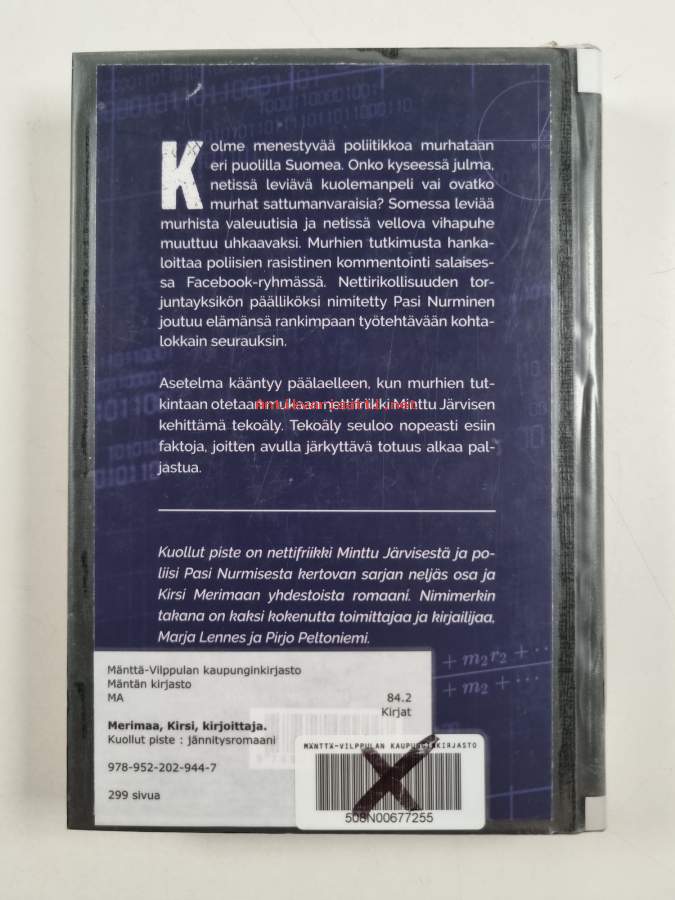 Kolme menestyvää poliitikkoa murhataan
eri puolilla Suomea. Onko kyseessä julma,
netissä leviävä kuolemanpeli vai ovatko
murhat sattumanvaraisia? Somessa leviää
murhista valeuutisia ja netissä vellova vihapuhe
muuttuu uhkaavaksi. Murhien tutkimusta hanka-
loittaa poliisien rasistinen kommentointi salaises-
sa Facebook-ryhmässä. Nettirikollisuuden tor-
juntayksikön päälliköksi nimitetty Pasi Nurminen
joutuu elämänsä rankimpaan työtehtävään kohta-
lokkain seurauksin.
Asetelma kääntyy päälaelleen, kun murhien tut-
kintaan otetaan mukaan nettifriikki Minttu Järvisen
kehittämä tekoäly. Tekoäly seuloo nopeasti esiin
faktoja, joitten avulla järkyttävä totuus alkaa pal-
jastua.
Kuollut piste on nettifriikki Minttu Järvisestä ja po-
liisi Pasi Nurmisesta kertovan sarjan neljäs osa ja
Kirsi Merimaan yhdestoista romaani. Nimimerkin
takana on kaksi kokenutta toimittajaa ja kirjailijaa,
Marja Lennes ja Pirjo Peltoniemi.
+ m₂r₂ + ···
+ m₂ + ···
Mänttä-Vilppulan kaupunginkirjasto
Mäntän kirjasto
MA 84.2
Kirjat
Merimaa, Kirsi, kirjoittaja.
Kuollut piste : jännitysromaani
978-952-202-944-7
299 sivua
MÄNTTÄ-VILPPULAN KAUPUNGINKIRJASTO
508N00677255